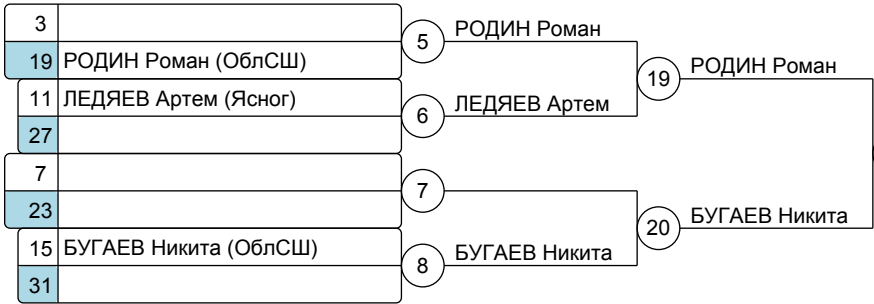 3
5
РОДИН Роман
19 РОДИН Роман (ОблСШ)
19
РОДИН Роман
11 ЛЕДЯЕВ Артем (Ясног)
6
ЛЕДЯЕВ Артем
27
7
7
23
20
БУГАЕВ Никита
15 БУГАЕВ Никита (ОблСШ)
8
БУГАЕВ Никита
31